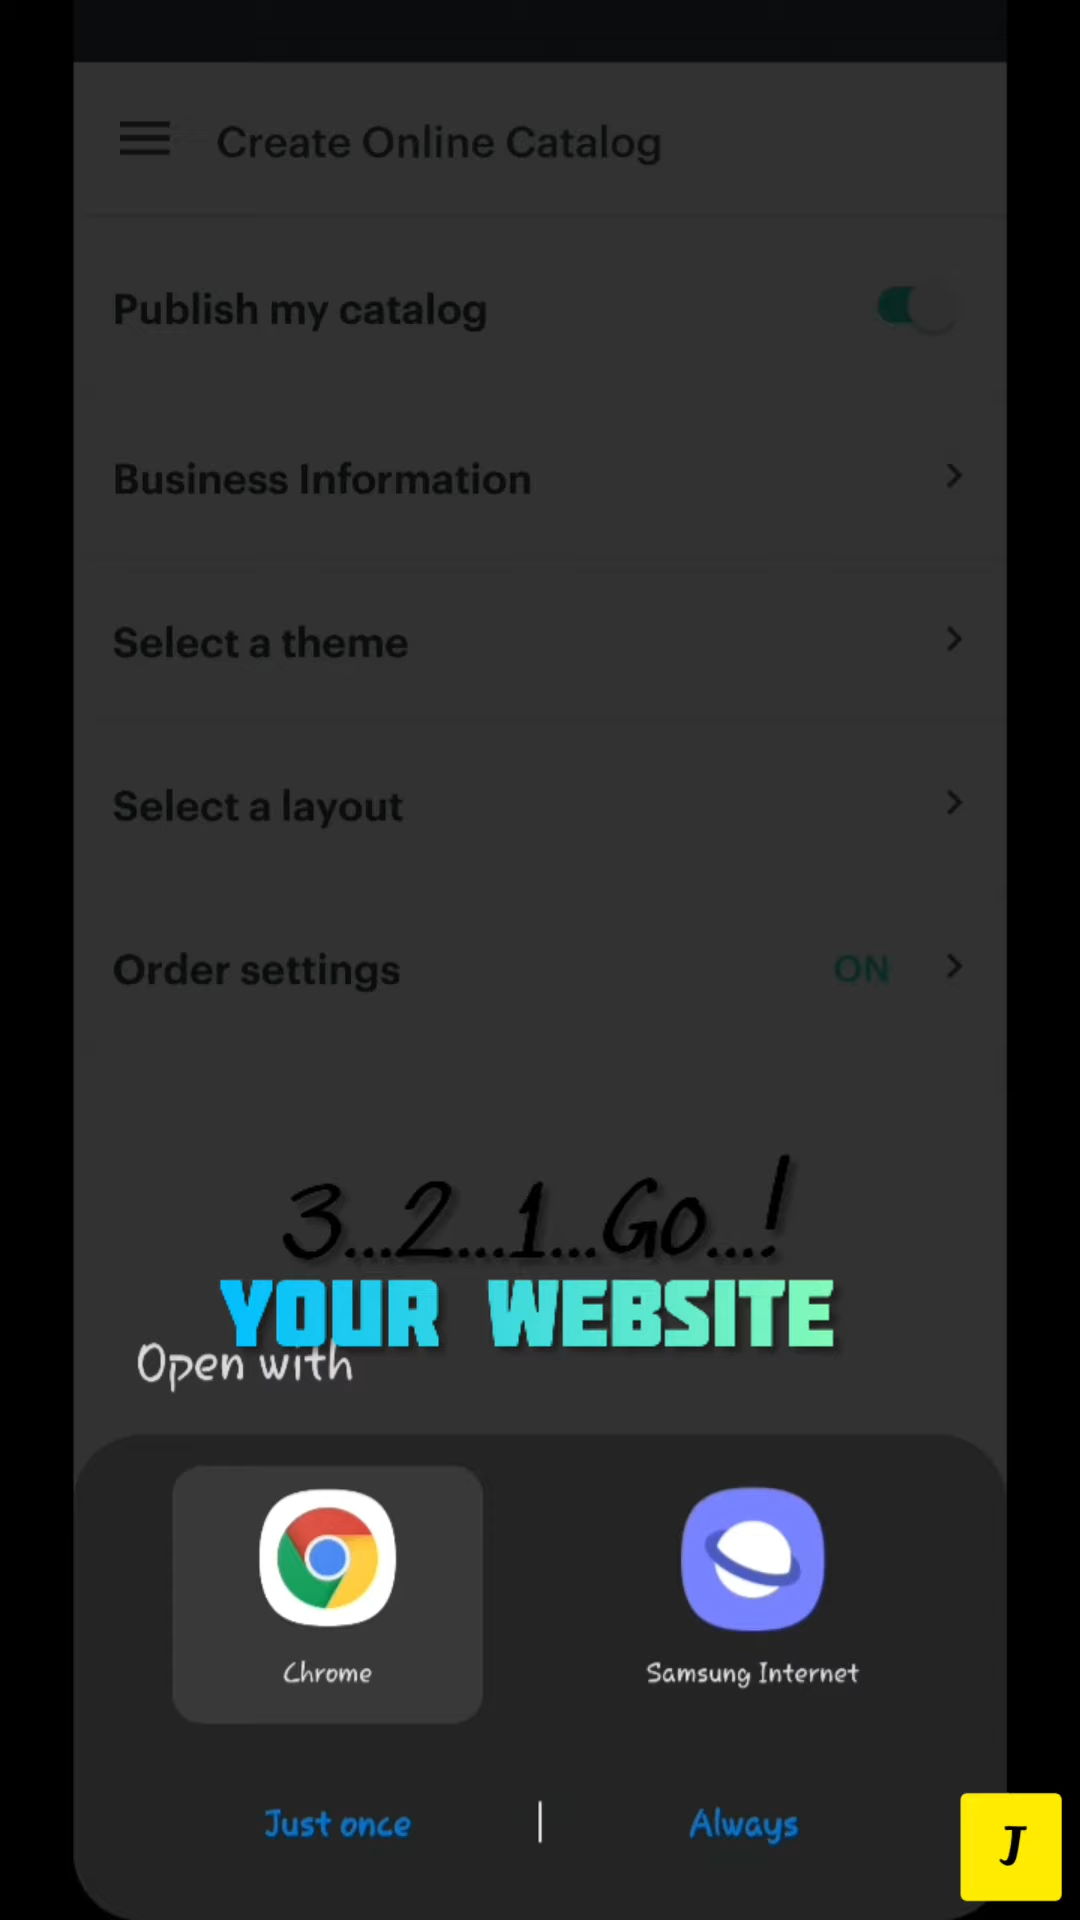 Create Online Catalog
Publish my catalog
Business Information
Select a theme
Select a layout
Order settings ON
3...2...1...Go...!
YOUR WEBSITE
Open with
Chrome
Samsung Internet
Just once | Always
J